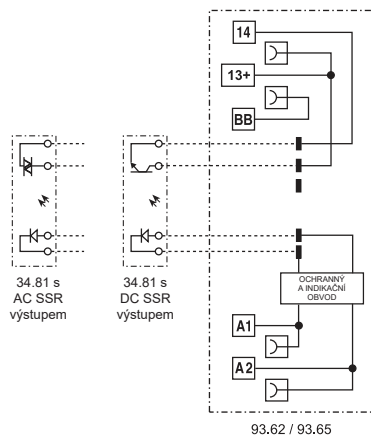 14
13+
BB
34.81 s
AC SSR
výstupem
34.81 s
DC SSR
výstupem
OCHRANNÝ
A INDIKAČNÍ
OBVOD
A1
A2
93.62 / 93.65